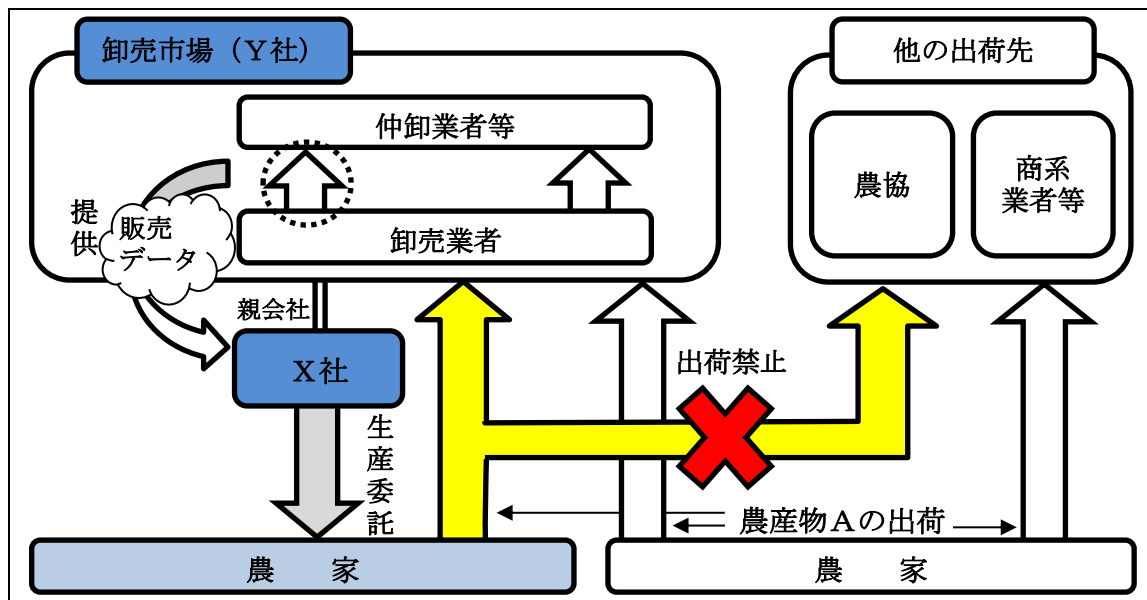 卸売市場（Ｙ社）
他の出荷先
仲卸業者等
農協
商系
業者等
提供
販売
データ
卸売業者
親会社
Ｘ社
出荷禁止
生産委託
農産物Ａの出荷
農　　家
農　　家